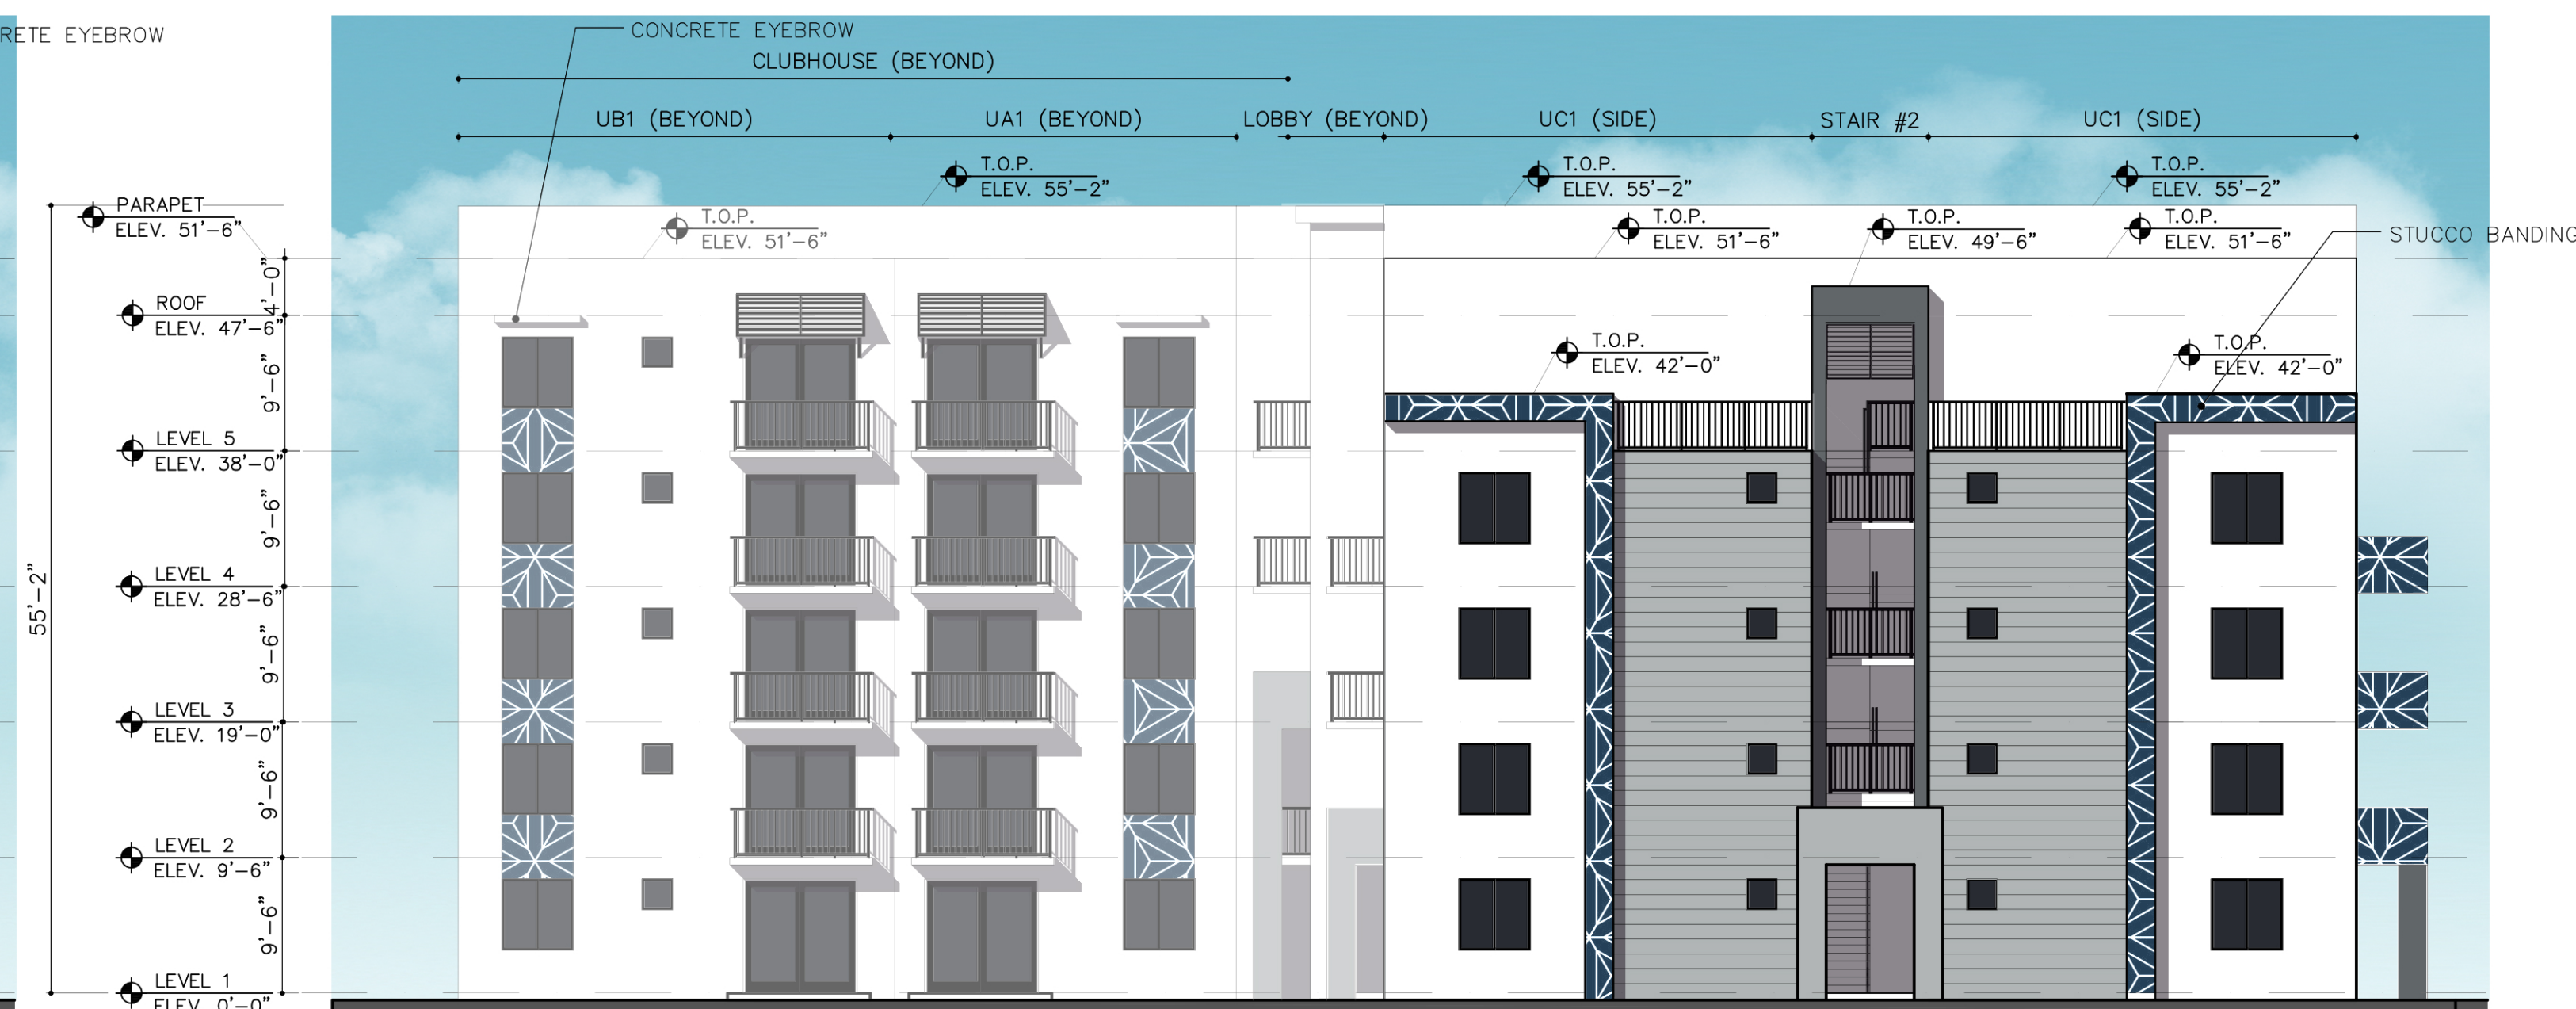 RETE EYEBROW
CONCRETE EYEBROW
CLUBHOUSE (BEYOND)
UB1 (BEYOND)
UA1 (BEYOND)
LOBBY (BEYOND)
UC1 (SIDE)
STAIR #2
UC1 (SIDE)
T.O.P.
ELEV. 55'-2"
T.O.P.
ELEV. 55'-2"
T.O.P.
ELEV. 55'-2"
PARAPET
ELEV. 51'-6"
T.O.P.
ELEV. 51'-6"
T.O.P.
ELEV. 51'-6"
T.O.P.
ELEV. 49'-6"
T.O.P.
ELEV. 51'-6"
STUCCO BANDING
4'-0"
ROOF
ELEV. 47'-6"
T.O.P.
ELEV. 42'-0"
T.O.P.
ELEV. 42'-0"
9'-6"
LEVEL 5
ELEV. 38'-0"
9'-6"
LEVEL 4
ELEV. 28'-6"
55'-2"
9'-6"
LEVEL 3
ELEV. 19'-0"
9'-6"
LEVEL 2
ELEV. 9'-6"
9'-6"
LEVEL 1
ELEV. 0'-0"